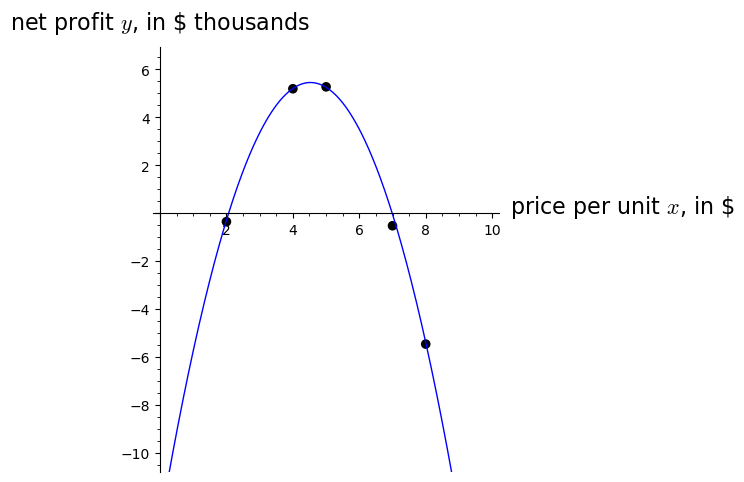 net profit y, in $ thousands
6
4
2
price per unit x, in $
2 4 6 8 10
−2
−4
−6
−8
−10